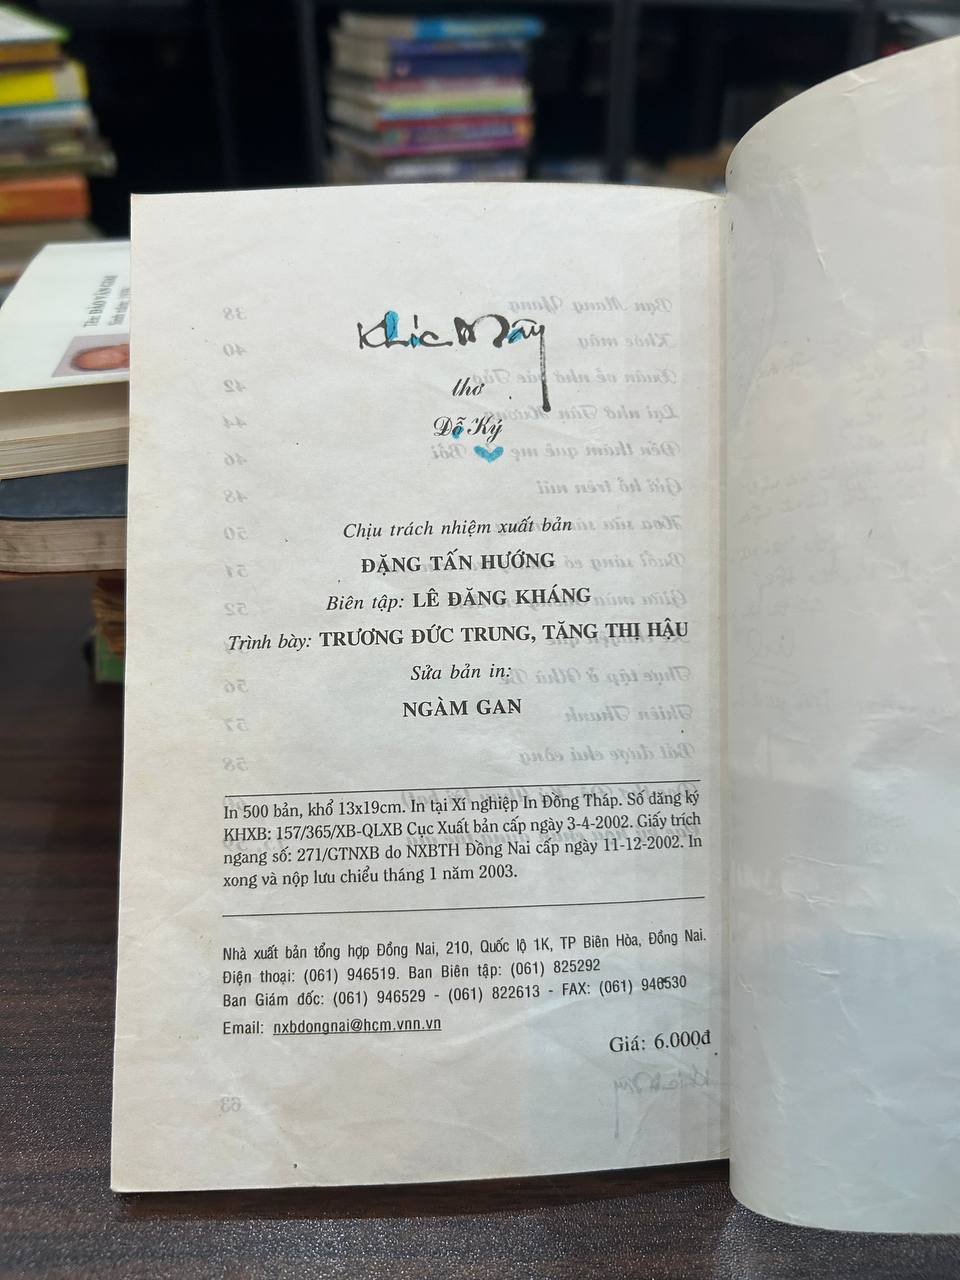 Khúc Mây
thơ
Đỗ Ký
Chịu trách nhiệm xuất bản
ĐẶNG TẤN HƯỚNG
Biên tập: LÊ ĐĂNG KHÁNG
Trình bày: TRƯƠNG ĐỨC TRUNG, TĂNG THỊ HẬU
Sửa bản in:
NGÀM GAN
In 500 bản, khổ 13x19cm. In tại Xí nghiệp In Đồng Tháp. Số đăng ký
KHXB: 157/365/XB-QLXB Cục Xuất bản cấp ngày 3-4-2002. Giấy trích
ngang số: 271/GTNXB do NXBTH Đồng Nai cấp ngày 11-12-2002. In
xong và nộp lưu chiểu tháng 1 năm 2003.
Nhà xuất bản tổng hợp Đồng Nai, 210, Quốc lộ 1K, TP Biên Hòa, Đồng Nai.
Điện thoại: (061) 946519. Ban Biên tập: (061) 825292
Ban Giám đốc: (061) 946529 - (061) 822613 - FAX: (061) 946530
Email: nxbdongnai@hcm.vnn.vn
Giá: 6.000đ
Tên: ĐÀO VĂN